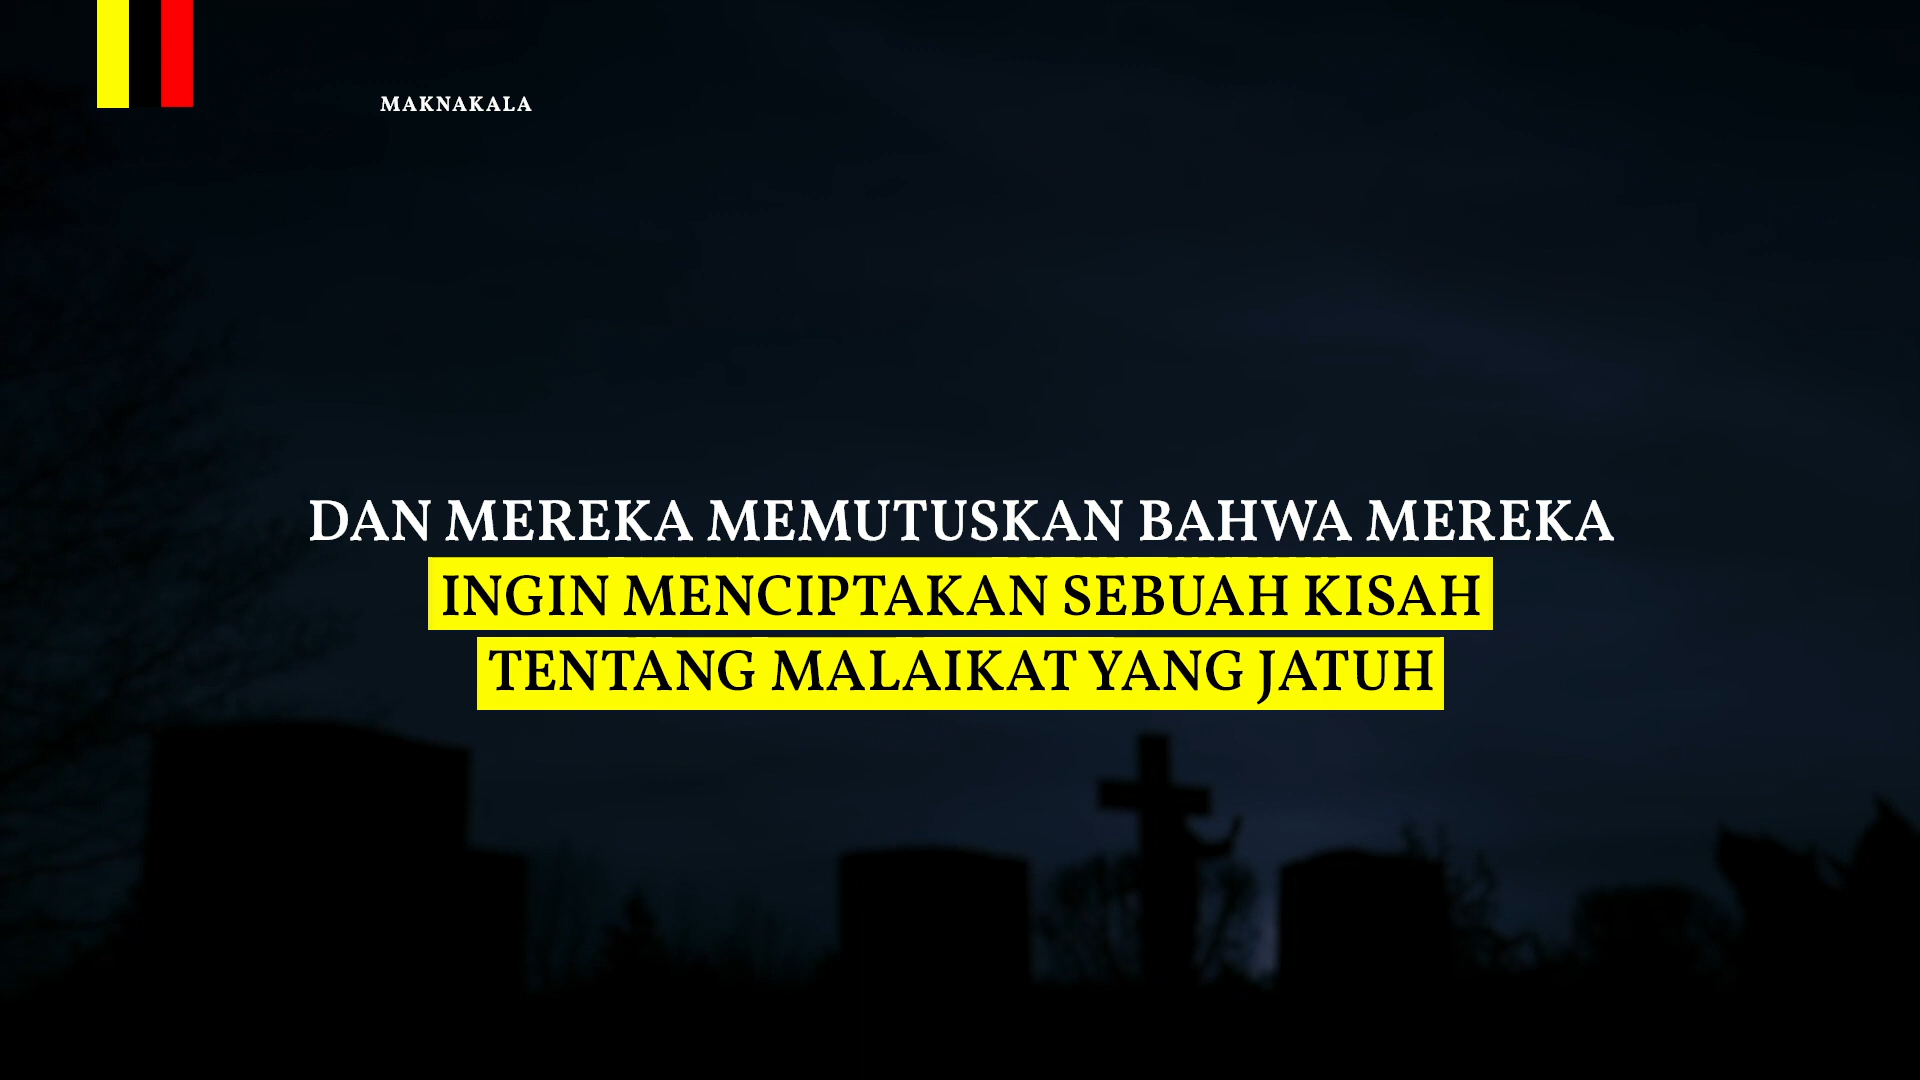 MAKNAKALA
DAN MEREKA MEMUTUSKAN BAHWA MEREKA
INGIN MENCIPTAKAN SEBUAH KISAH
TENTANG MALAIKAT YANG JATUH